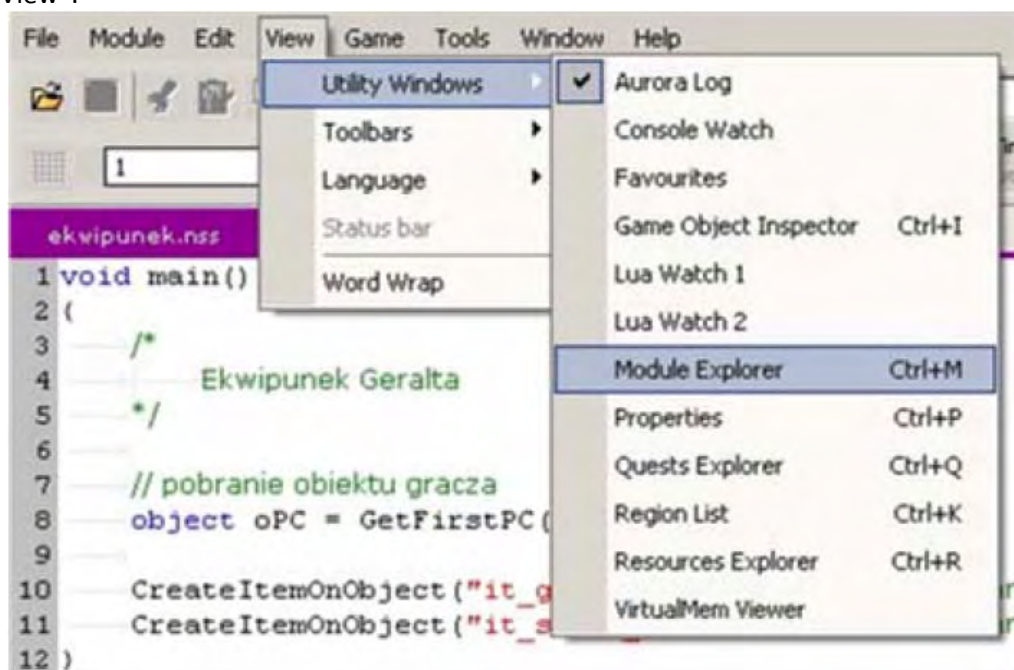 File Module Edit View Game Tools Window Help
Utility Windows
Toolbars
Language
Status bar
Word Wrap
Aurora Log
Console Watch
Favourites
Game Object Inspector Ctrl+I
Lua Watch 1
Lua Watch 2
Module Explorer Ctrl+M
Properties Ctrl+P
Quests Explorer Ctrl+Q
Region List Ctrl+K
Resources Explorer Ctrl+R
VirtualMem Viewer
1
ekwipunek.nss
1 void main()
2 {
3 /*
4 Ekwipunek Geralta
5 */
6
7 // pobranie obiektu gracza
8 object oPC = GetFirstPC(
9
10 CreateItemOnObject("it_g
11 CreateItemOnObject("it_s
12 }